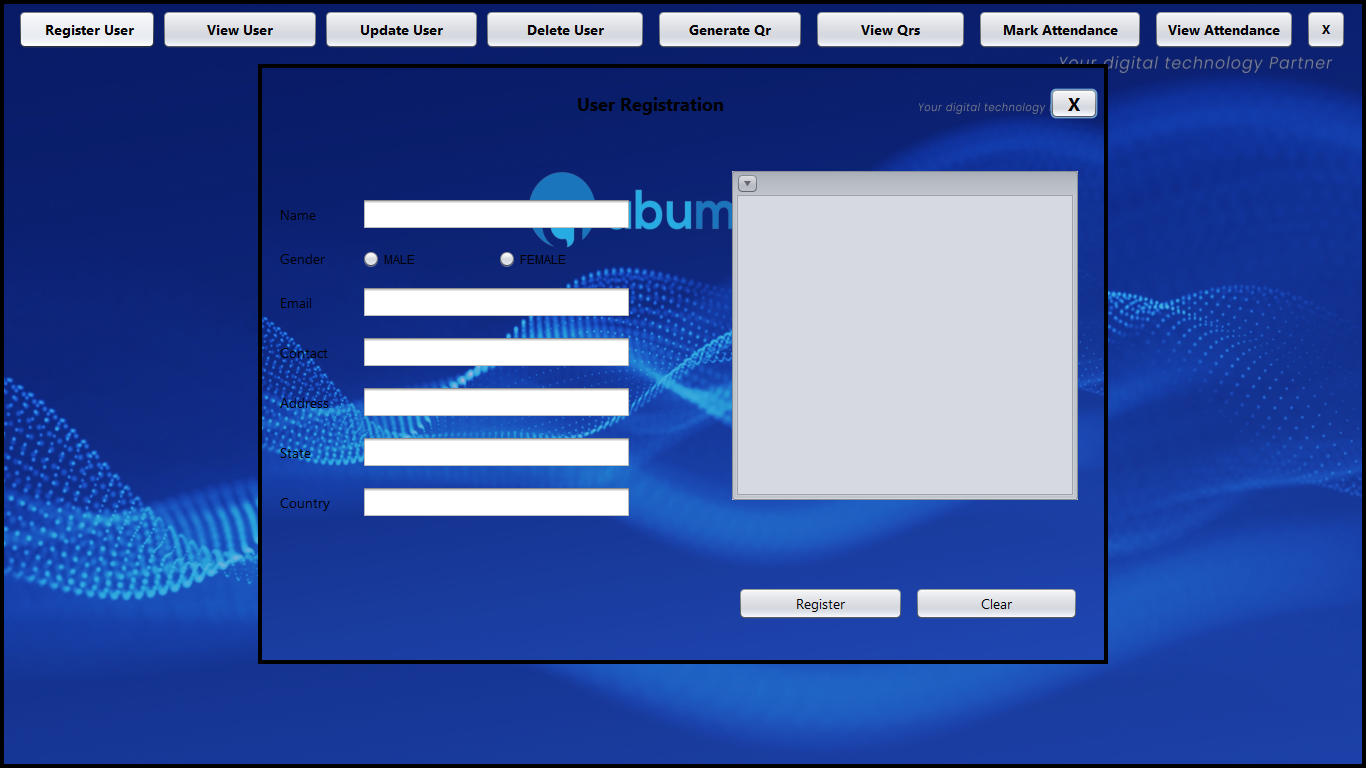 Register User View User Update User Delete User Generate Qr View Qrs Mark Attendance View Attendance X
Your digital technology Partner
User Registration
Your digital technology
X
Name
Gender MALE FEMALE
Email
Contact
Address
State
Country
Register Clear